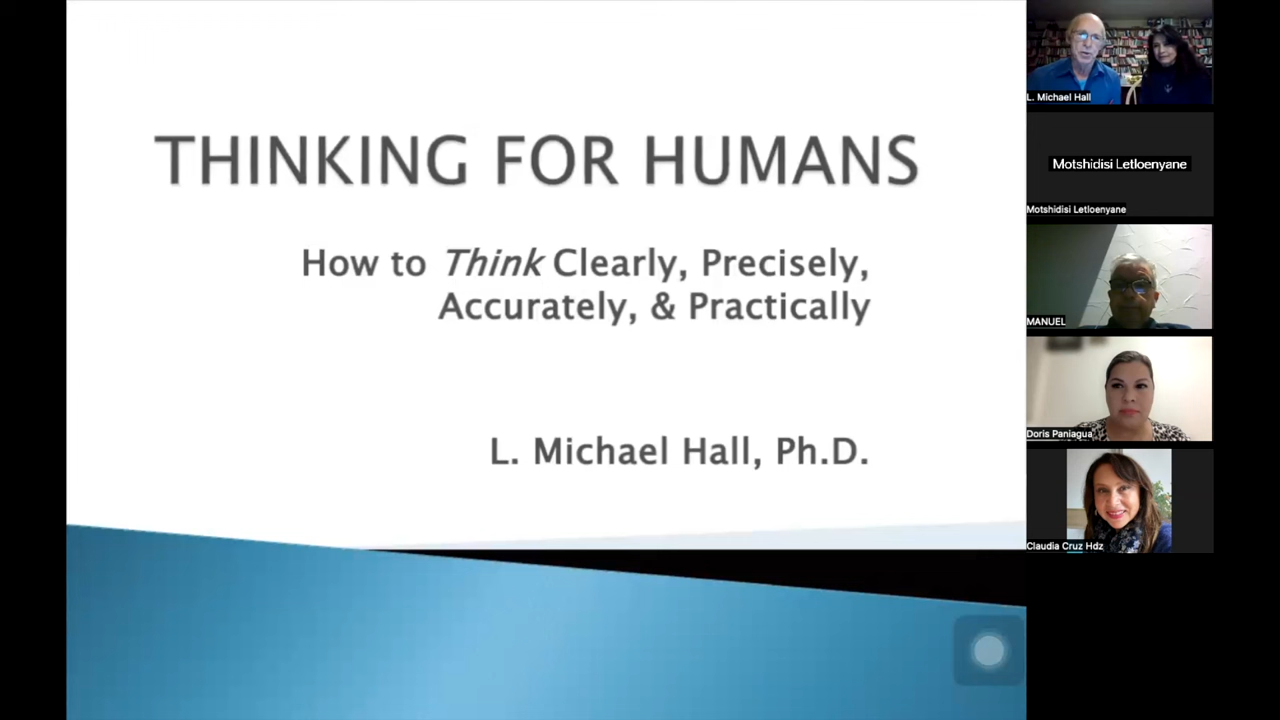 THINKING FOR HUMANS
How to Think Clearly, Precisely,
Accurately, & Practically
L. Michael Hall, Ph.D.
L. Michael Hall
Motshidisi Letloenyane
Motshidisi Letloenyane
MANUEL
Doris Paniagua
Claudia Cruz Hdz